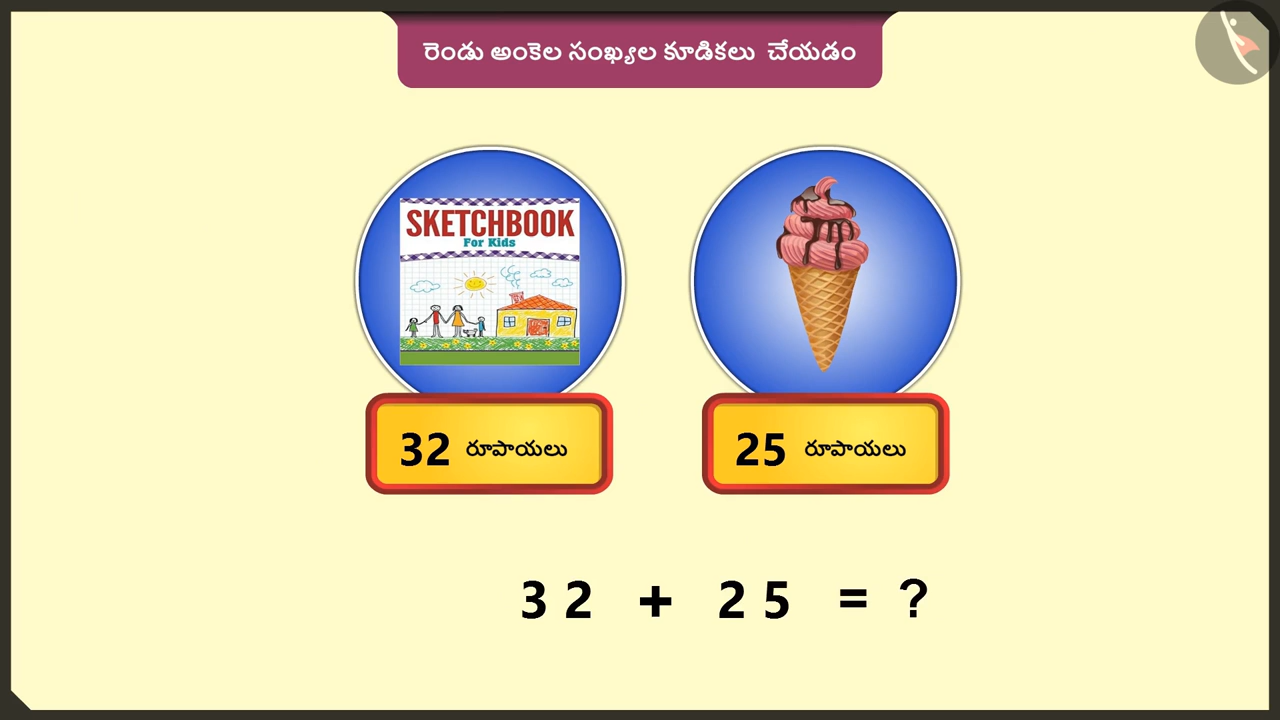 రెండు అంకెల సంఖ్యల కూడికలు చేయడం
SKETCHBOOK
For Kids
32 రూపాయలు
25 రూపాయలు
32 + 25 = ?